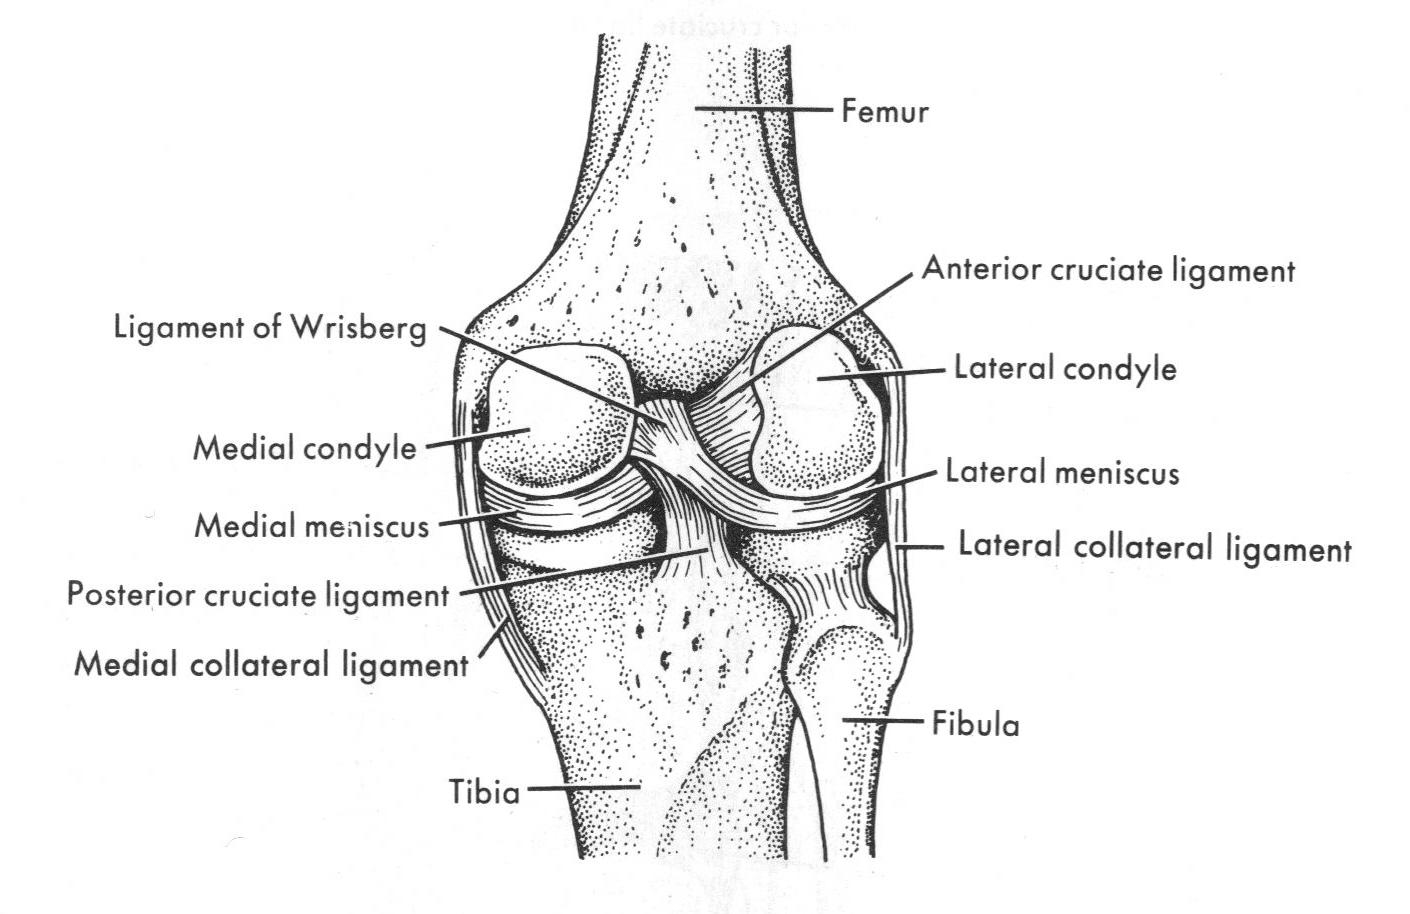 Femur
Anterior cruciate ligament
Ligament of Wrisberg
Lateral condyle
Medial condyle
Lateral meniscus
Medial meniscus
Lateral collateral ligament
Posterior cruciate ligament
Medial collateral ligament
Fibula
Tibia